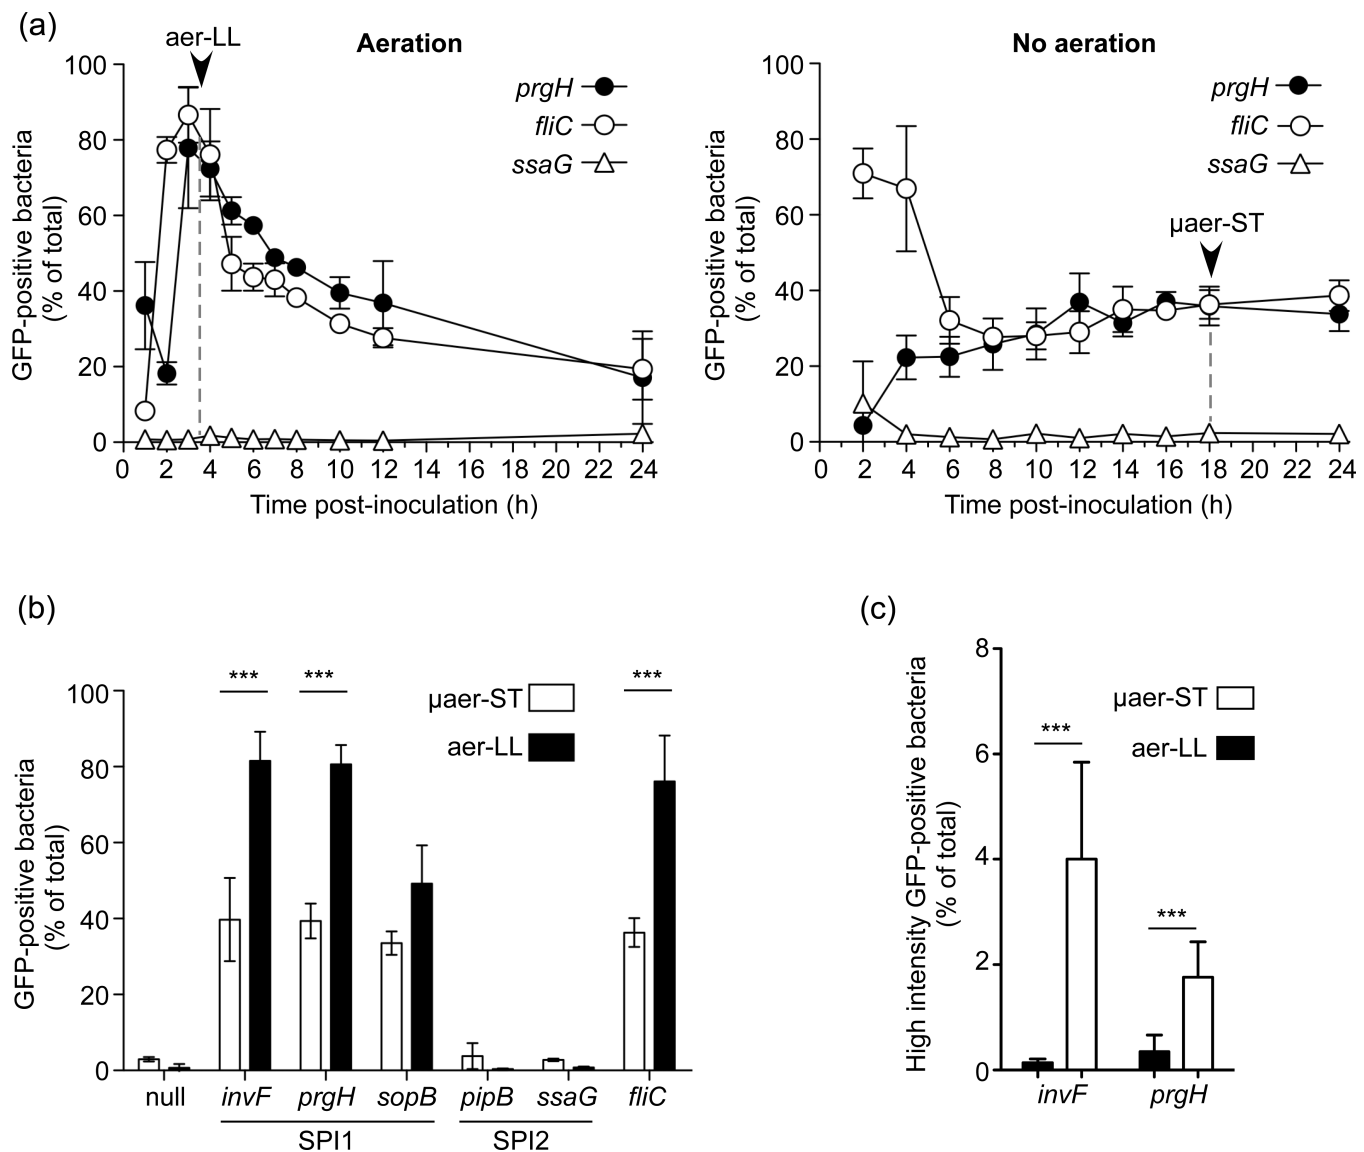 (a)
aer-LL
Aeration
prgH
fliC
ssaG
GFP-positive bacteria
(% of total)
100
80
60
40
20
0
0 2 4 6 8 10 12 14 16 18 20 22 24
Time post-inoculation (h)
No aeration
prgH
fliC
ssaG
µaer-ST
GFP-positive bacteria
(% of total)
100
80
60
40
20
0
0 2 4 6 8 10 12 14 16 18 20 22 24
Time post-inoculation (h)
(b)
*** *** ***
µaer-ST
aer-LL
GFP-positive bacteria
(% of total)
100
80
60
40
20
0
null invF prgH sopB pipB ssaG fliC
SPI1 SPI2
(c)
µaer-ST
aer-LL
***
***
High intensity GFP-positive bacteria
(% of total)
8
6
4
2
0
invF prgH